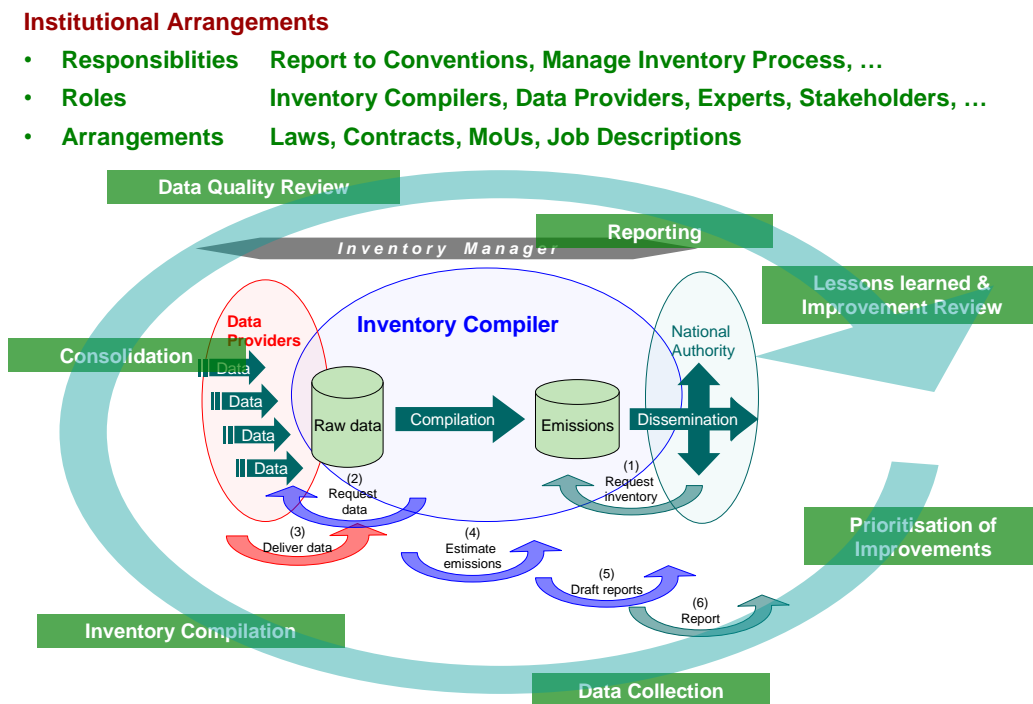 Institutional Arrangements
• Responsiblities Report to Conventions, Manage Inventory Process, …
• Roles Inventory Compilers, Data Providers, Experts, Stakeholders, …
• Arrangements Laws, Contracts, MoUs, Job Descriptions
Data Quality Review
Reporting
Inventory Manager
Lessons learned &
Improvement Review
Data
Providers
Inventory Compiler
National
Authority
Consolidation
Data
Data
Data
Data
Raw data
Compilation
Emissions
Dissemination
(1)
Request
inventory
(2)
Request
data
(3)
Deliver data
(4)
Estimate
emissions
(5)
Draft reports
(6)
Report
Prioritisation of
Improvements
Inventory Compilation
Data Collection